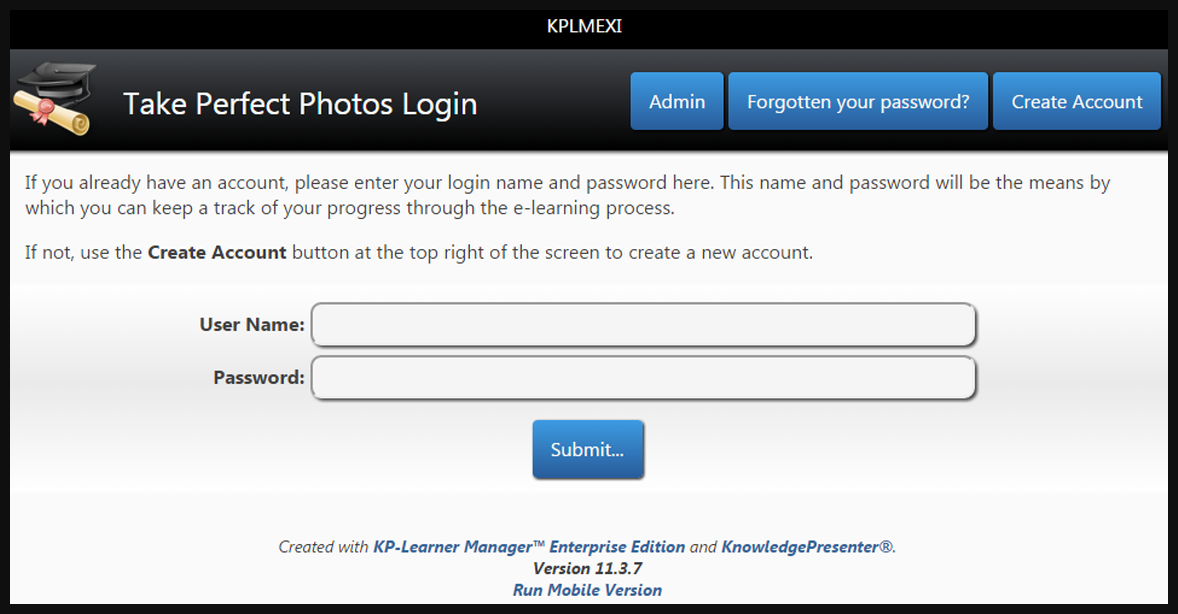 KPLMEXI
Take Perfect Photos Login
Admin
Forgotten your password?
Create Account
If you already have an account, please enter your login name and password here. This name and password will be the means by
which you can keep a track of your progress through the e-learning process.
If not, use the Create Account button at the top right of the screen to create a new account.
User Name:
Password:
Submit...
Created with KP-Learner Manager™ Enterprise Edition and KnowledgePresenter®.
Version 11.3.7
Run Mobile Version